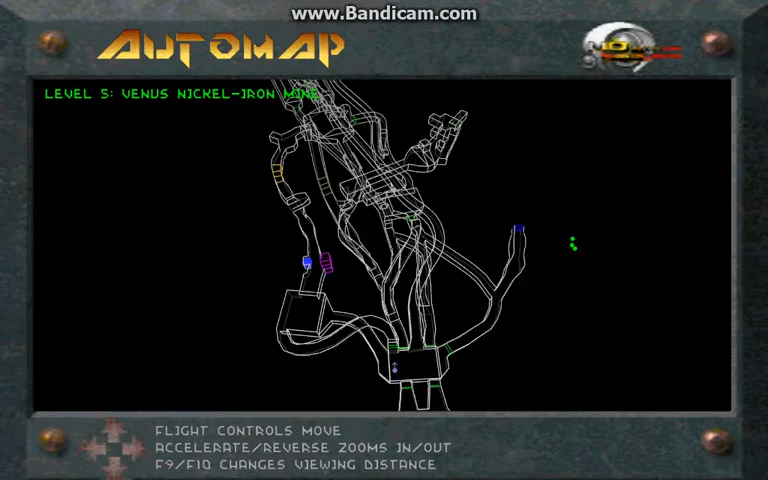 www.Bandicam.com
AUTOMAP
LEVEL 5: VENUS NICKEL-IRON MINE
FLIGHT CONTROLS MOVE
ACCELERATE/REVERSE ZOOMS IN/OUT
F9/F10 CHANGES VIEWING DISTANCE